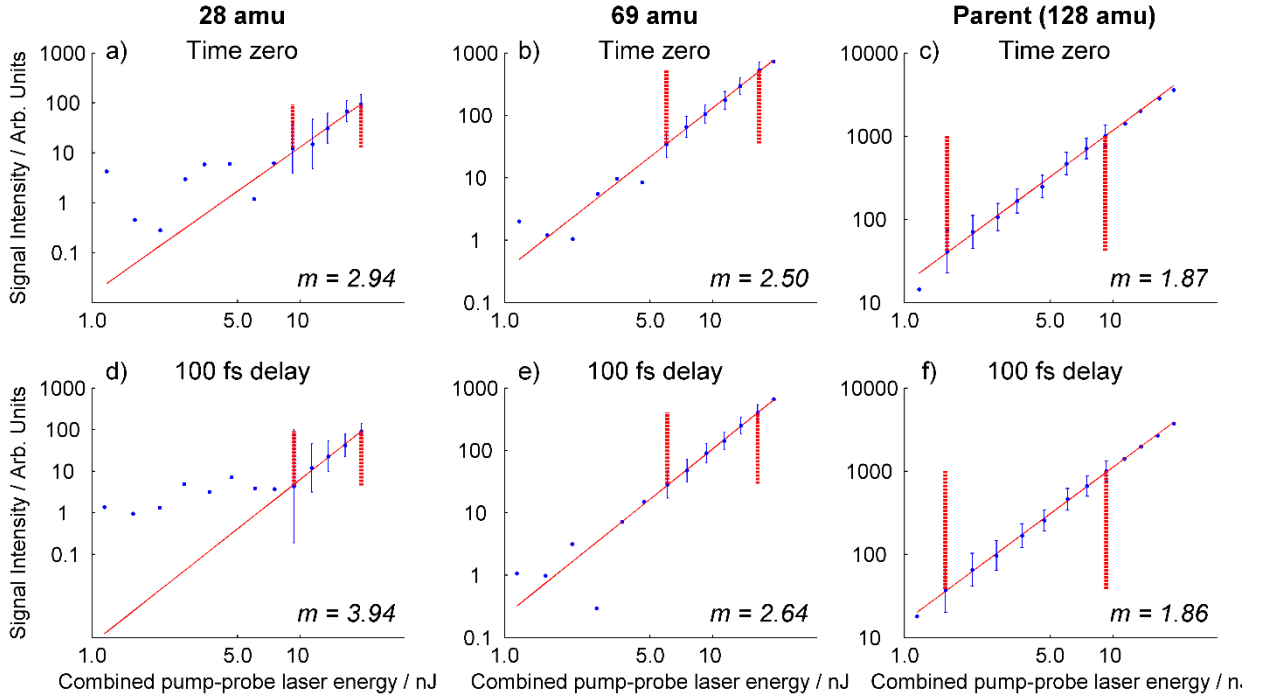 28 amu
69 amu
Parent (128 amu)
a) Time zero
b) Time zero
c) Time zero
Signal Intensity / Arb. Units
1000
100
10
1
0.1
1.0
5.0
10
m = 2.94
1000
100
10
1
0.1
1.0
5.0
10
m = 2.50
10000
1000
100
10
1.0
5.0
10
m = 1.87
d) 100 fs delay
e) 100 fs delay
f) 100 fs delay
Signal Intensity / Arb. Units
1000
100
10
1
0.1
1.0
5.0
10
m = 3.94
Combined pump-probe laser energy / nJ
1000
100
10
1
0.1
1.0
5.0
10
m = 2.64
Combined pump-probe laser energy / nJ
10000
1000
100
10
1.0
5.0
10
m = 1.86
Combined pump-probe laser energy / n